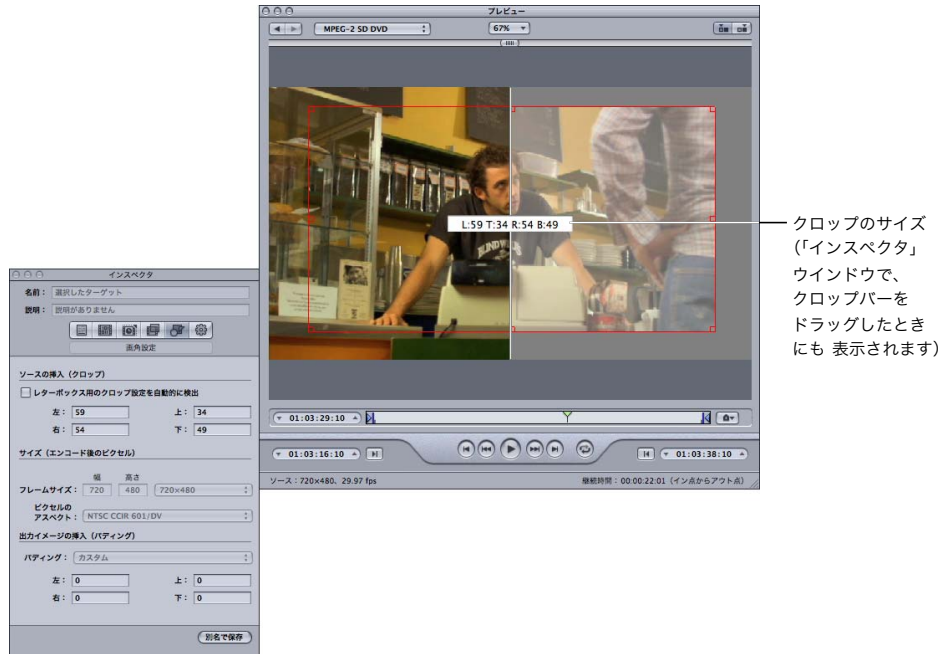 プレビュー
MPEG-2 SD DVD
67%
L:59 T:34 R:54 B:49
クロップのサイズ
（「インスペクタ」
ウインドウで、
クロップバーを
ドラッグしたとき
にも 表示されます）
01:03:29:10
01:03:16:10
01:03:38:10
ソース：720×480、29.97 fps
継続時間：00:00:22:01（イン点からアウト点）
インスペクタ
名前： 選択したターゲット
説明： 説明がありません
画角設定
ソースの挿入（クロップ）
レターボックス用のクロップ設定を自動的に検出
左： 59 上： 34
右： 54 下： 49
サイズ（エンコード後のピクセル）
幅 高さ
フレームサイズ： 720 480 720×480
ピクセルの
アスペクト： NTSC CCIR 601/DV
出力イメージの挿入（パディング）
パディング： カスタム
左： 0 上： 0
右： 0 下： 0
別名で保存